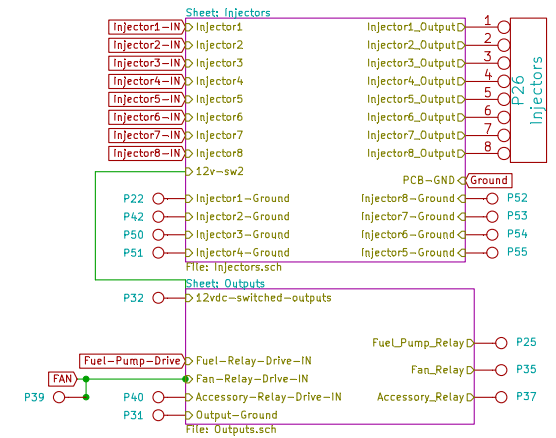 Sheet: Injectors
Injector1-IN Injector1 Injector1_Output 1
Injector2-IN Injector2 Injector2_Output 2
Injector3-IN Injector3 Injector3_Output 3
Injector4-IN Injector4 Injector4_Output 4
Injector5-IN Injector5 Injector5_Output 5
Injector6-IN Injector6 Injector6_Output 6
Injector7-IN Injector7 Injector7_Output 7
Injector8-IN Injector8 Injector8_Output 8
P26
Injectors
12v-sw2
PCB-GND Ground
P22 Injector1-Ground Injector8-Ground P52
P42 Injector2-Ground Injector7-Ground P53
P50 Injector3-Ground Injector6-Ground P54
P51 Injector4-Ground Injector5-Ground P55
File: Injectors.sch
Sheet: Outputs
P32 12vdc-switched-outputs
Fuel_Pump_Relay P25
Fuel-Pump-Drive Fuel-Relay-Drive-IN
Fan_Relay P35
FAN Fan-Relay-Drive-IN
P39 P40 Accessory-Relay-Drive-IN Accessory_Relay P37
P31 Output-Ground
File: Outputs.sch